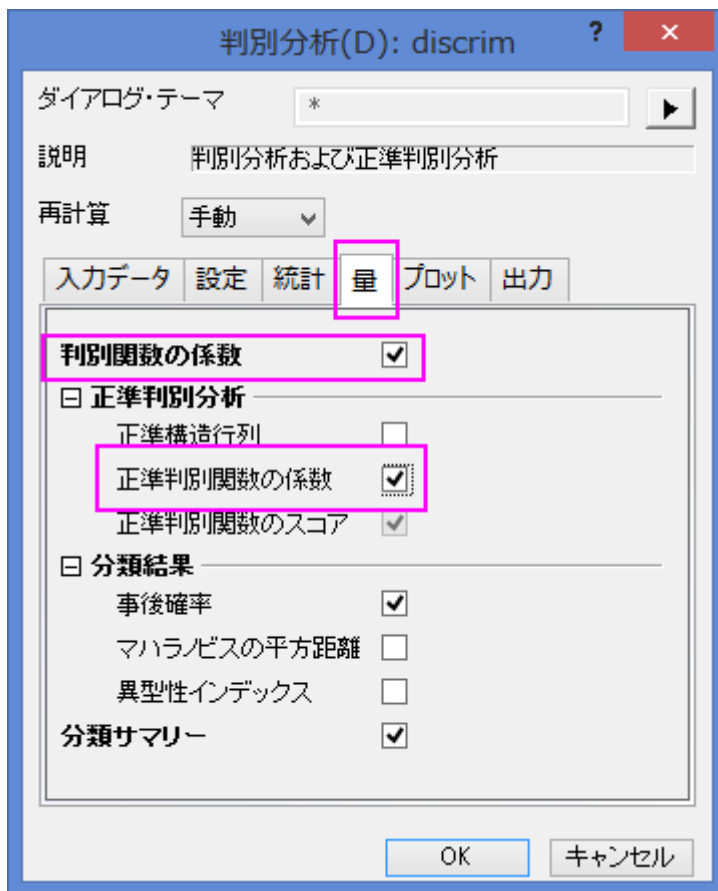 判別分析(D): discrim ? ×
ダイアログ・テーマ *
説明 判別分析および正準判別分析
再計算 手動
入力データ 設定 統計 量 プロット 出力
判別関数の係数
正準判別分析
正準構造行列
正準判別関数の係数
正準判別関数のスコア
分類結果
事後確率
マハラノビスの平方距離
異型性インデックス
分類サマリー
OK キャンセル